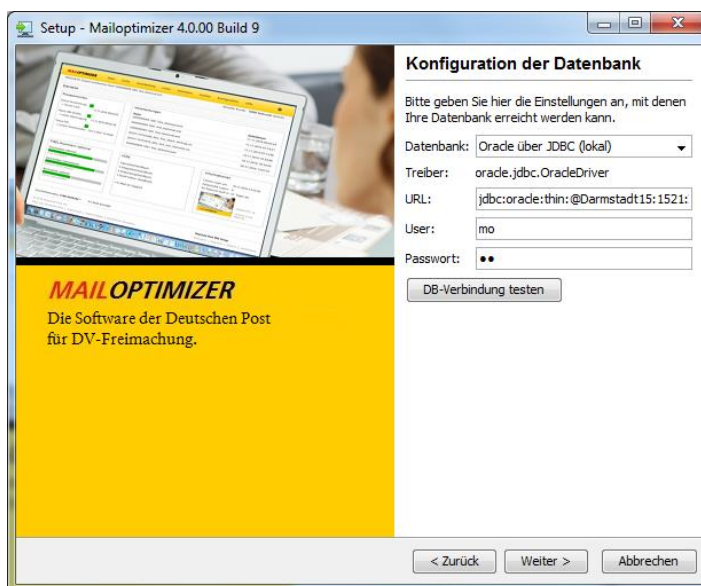 Setup - Mailoptimizer 4.0.00 Build 9
MAILOPTIMIZER
Konfiguration der Datenbank
Bitte geben Sie hier die Einstellungen an, mit denen
Ihre Datenbank erreicht werden kann.
Datenbank: Oracle über JDBC (lokal)
Treiber: oracle.jdbc.OracleDriver
URL: jdbc:oracle:thin:@Darmstadt15:1521:
User: mo
Passwort: ●●
DB-Verbindung testen
MAILOPTIMIZER
Die Software der Deutschen Post
für DV-Freimachung.
< Zurück Weiter > Abbrechen